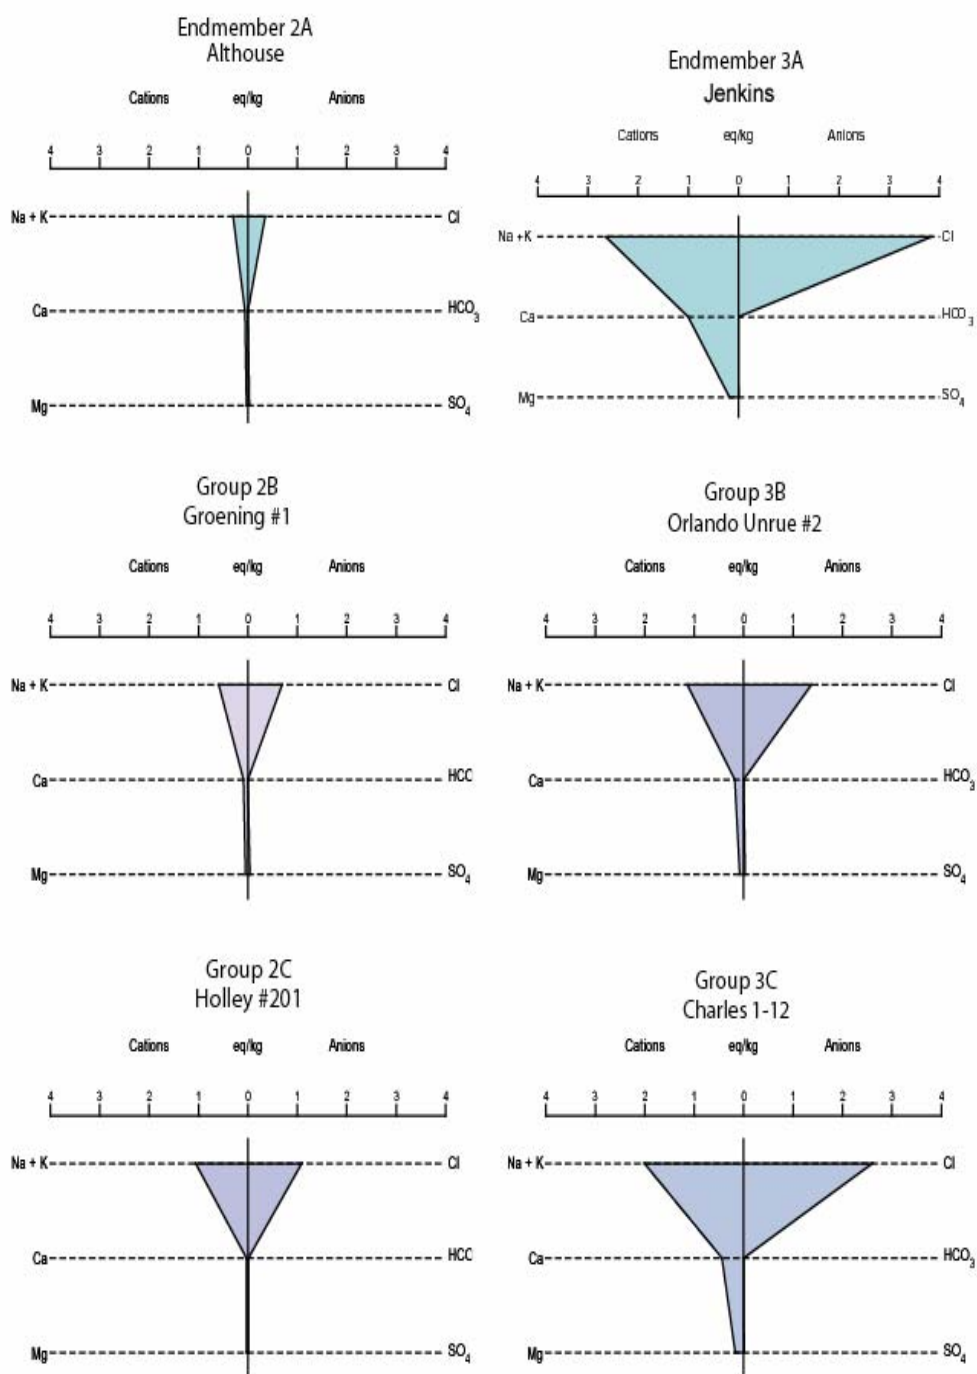 Endmember 2A
Althouse
Cations eq/kg Anions
4 3 2 1 0 1 2 3 4
Na + K Cl
Ca HCO3
Mg SO4
Endmember 3A
Jenkins
Cations eq/kg Anions
4 3 2 1 0 1 2 3 4
Na +K Cl
Ca HCO3
Mg SO4
Group 2B
Groening #1
Cations eq/kg Anions
4 3 2 1 0 1 2 3 4
Na + K Cl
Ca HCC
Mg SO4
Group 3B
Orlando Unrue #2
Cations eq/kg Anions
4 3 2 1 0 1 2 3 4
Na + K Cl
Ca HCO3
Mg SO4
Group 2C
Holley #201
Cations eq/kg Anions
4 3 2 1 0 1 2 3 4
Na + K Cl
Ca HCC
Mg SO4
Group 3C
Charles 1-12
Cations eq/kg Anions
4 3 2 1 0 1 2 3 4
Na + K Cl
Ca HCO3
Mg SO4